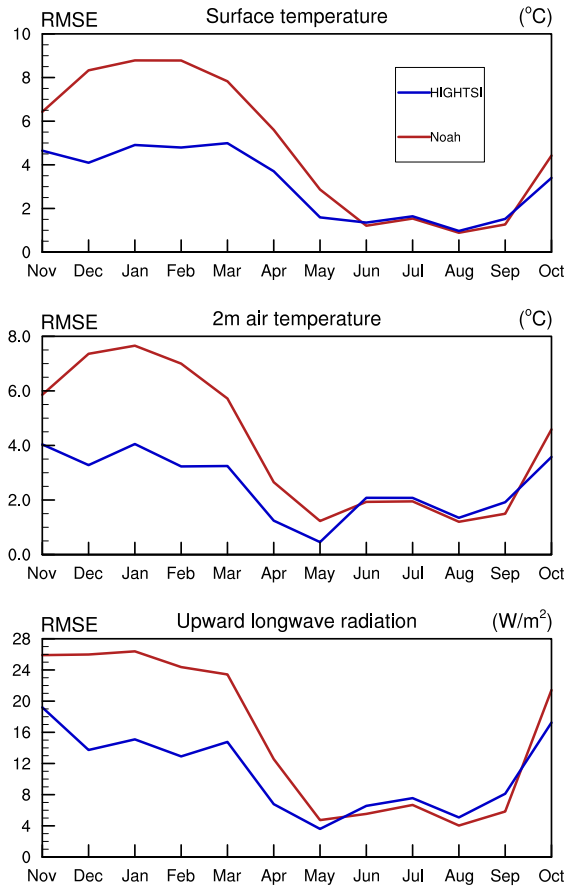 RMSE Surface temperature (°C)
10
8
6
4
2
0
HIGHTSI
Noah
Nov Dec Jan Feb Mar Apr May Jun Jul Aug Sep Oct
RMSE 2m air temperature (°C)
8.0
6.0
4.0
2.0
0.0
Nov Dec Jan Feb Mar Apr May Jun Jul Aug Sep Oct
RMSE Upward longwave radiation (W/m²)
28
24
20
16
12
8
4
0
Nov Dec Jan Feb Mar Apr May Jun Jul Aug Sep Oct